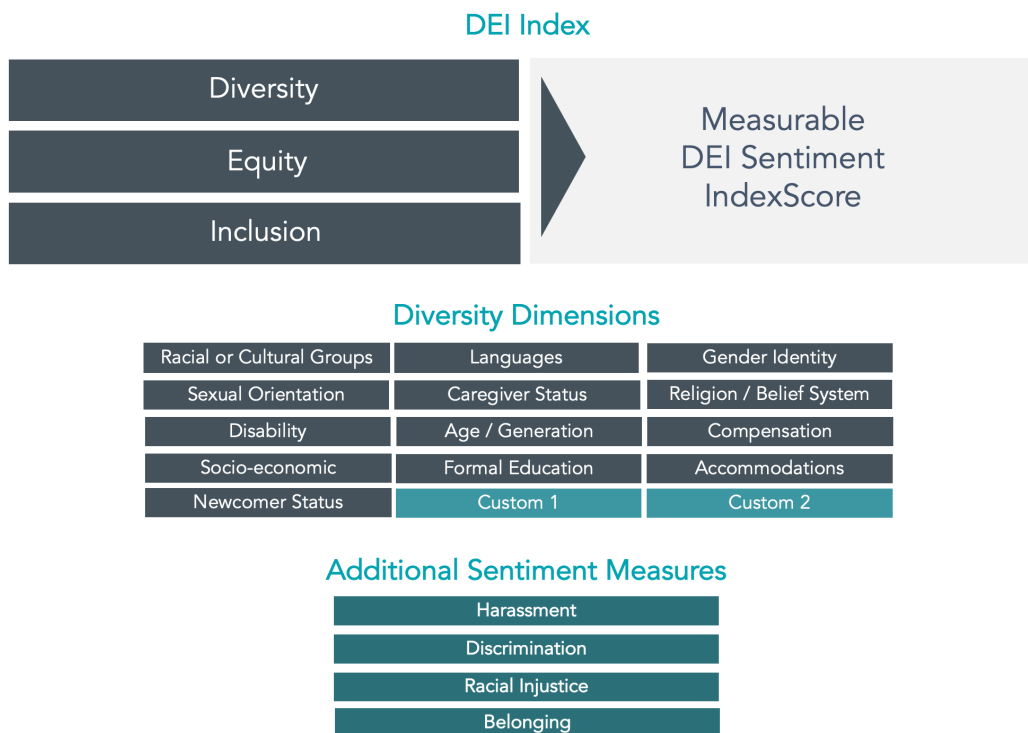 DEI Index
Diversity
Equity
Inclusion
Measurable
DEI Sentiment
IndexScore
Diversity Dimensions
Racial or Cultural Groups
Languages
Gender Identity
Sexual Orientation
Caregiver Status
Religion / Belief System
Disability
Age / Generation
Compensation
Socio-economic
Formal Education
Accommodations
Newcomer Status
Custom 1
Custom 2
Additional Sentiment Measures
Harassment
Discrimination
Racial Injustice
Belonging